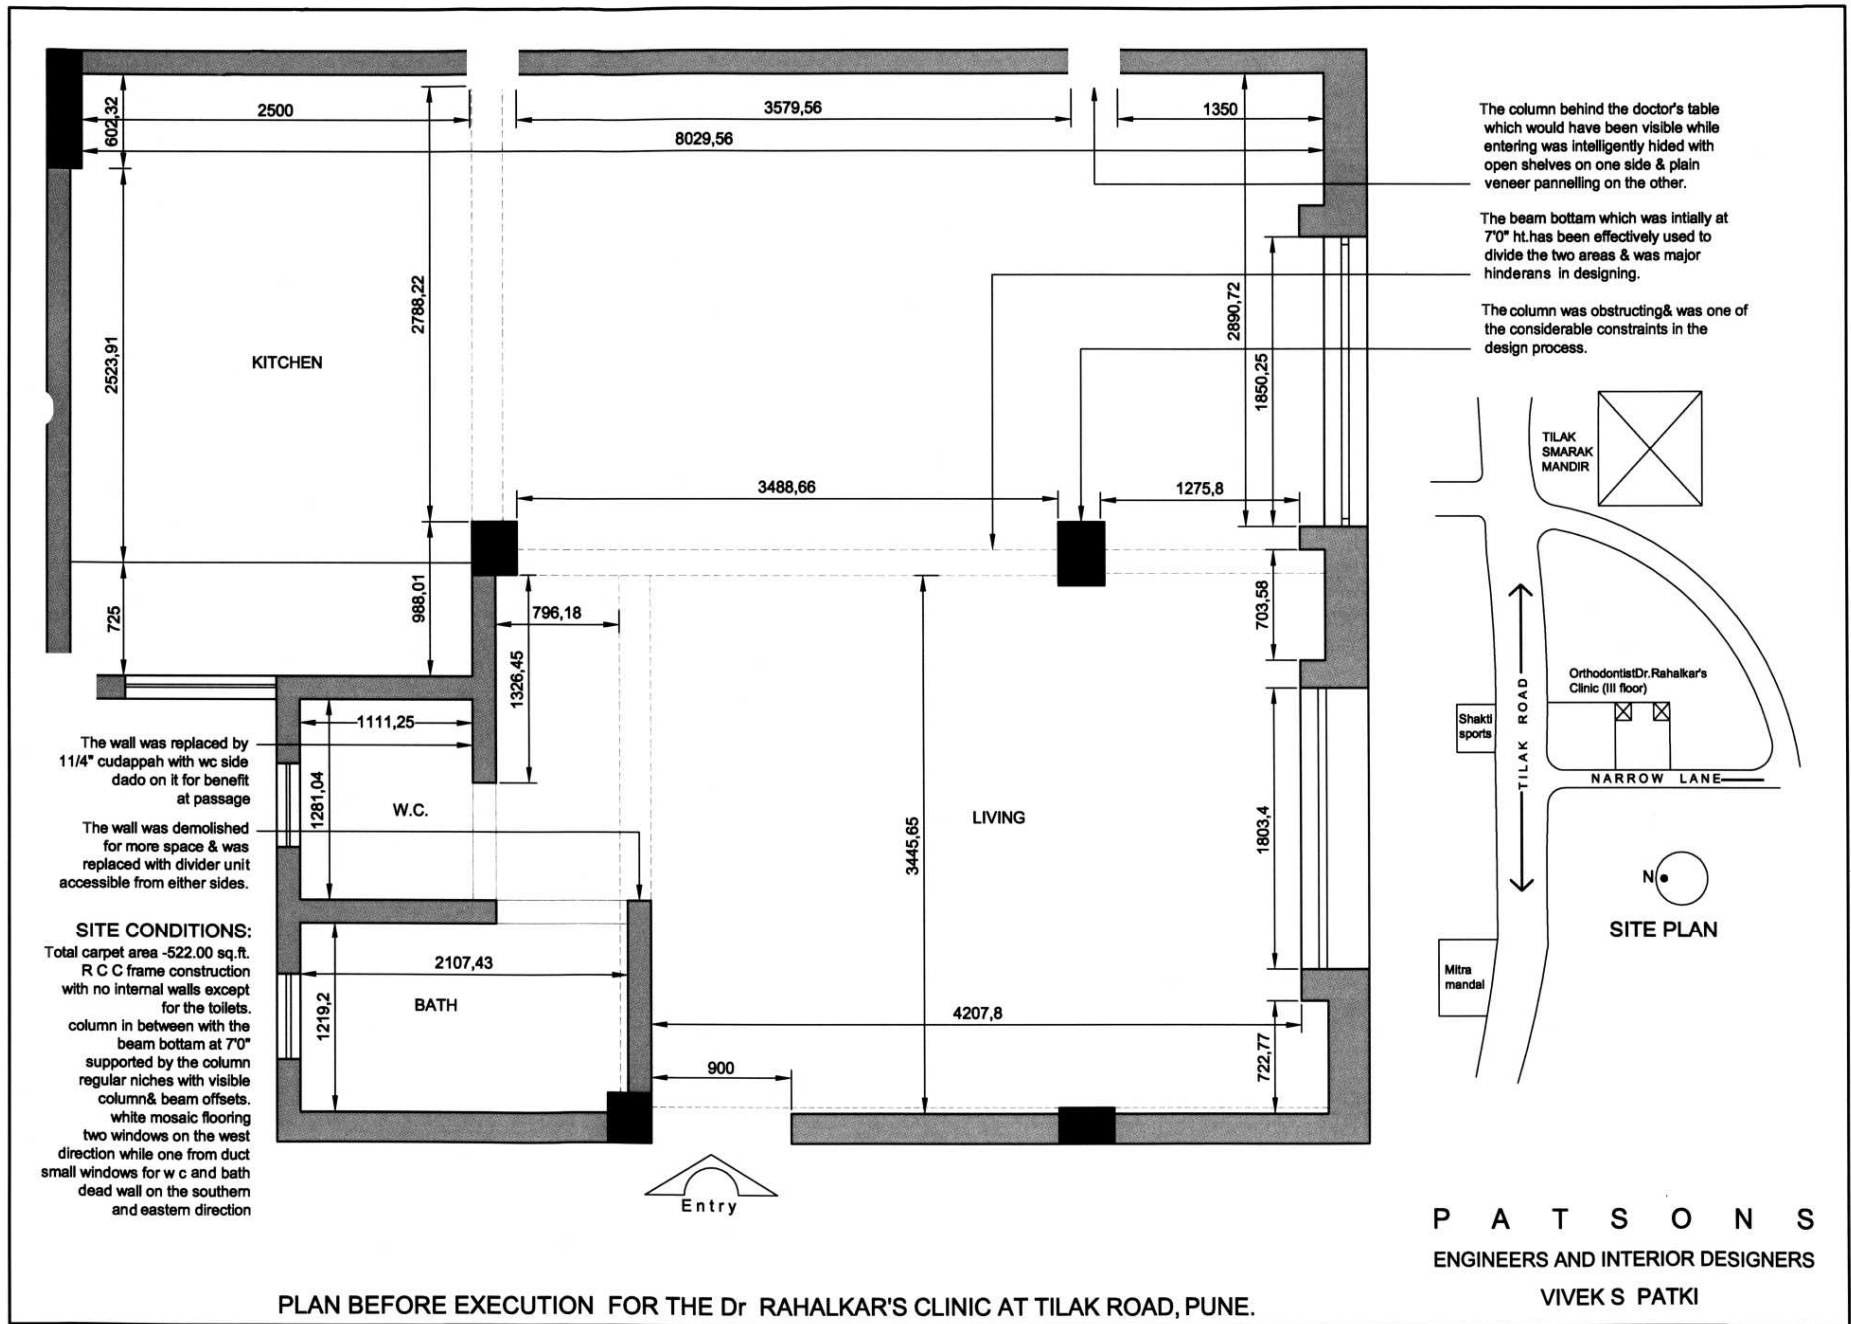 602,32
2500
3579,56
1350
8029,56
2788,22
2523,91
KITCHEN
2890,72
1850,25
3488,66
1275,8
725
988,01
796,18
1326,45
703,58
1111,25
1281,04
W.C.
LIVING
3445,65
1803,4
2107,43
BATH
1219,2
4207,8
900
722,77
Entry
The column behind the doctor's table
which would have been visible while
entering was intelligently hided with
open shelves on one side & plain
veneer pannelling on the other.
The beam bottam which was intially at
7'0" ht.has been effectively used to
divide the two areas & was major
hinderans in designing.
The column was obstructing& was one of
the considerable constraints in the
design process.
TILAK
SMARAK
MANDIR
OrthodontistDr.Rahalkar's
Clinic (III floor)
Shakti
sports
TILAK ROAD
NARROW LANE
N
SITE PLAN
Mitra
mandal
The wall was replaced by
11/4" cudappah with wc side
dado on it for benefit
at passage
The wall was demolished
for more space & was
replaced with divider unit
accessible from either sides.
SITE CONDITIONS:
Total carpet area -522.00 sq.ft.
R C C frame construction
with no internal walls except
for the toilets.
column in between with the
beam bottam at 7'0"
supported by the column
regular niches with visible
column& beam offsets.
white mosaic flooring
two windows on the west
direction while one from duct
small windows for w c and bath
dead wall on the southern
and eastern direction
P A T S O N S
ENGINEERS AND INTERIOR DESIGNERS
VIVEK S PATKI
PLAN BEFORE EXECUTION FOR THE Dr RAHALKAR'S CLINIC AT TILAK ROAD, PUNE.